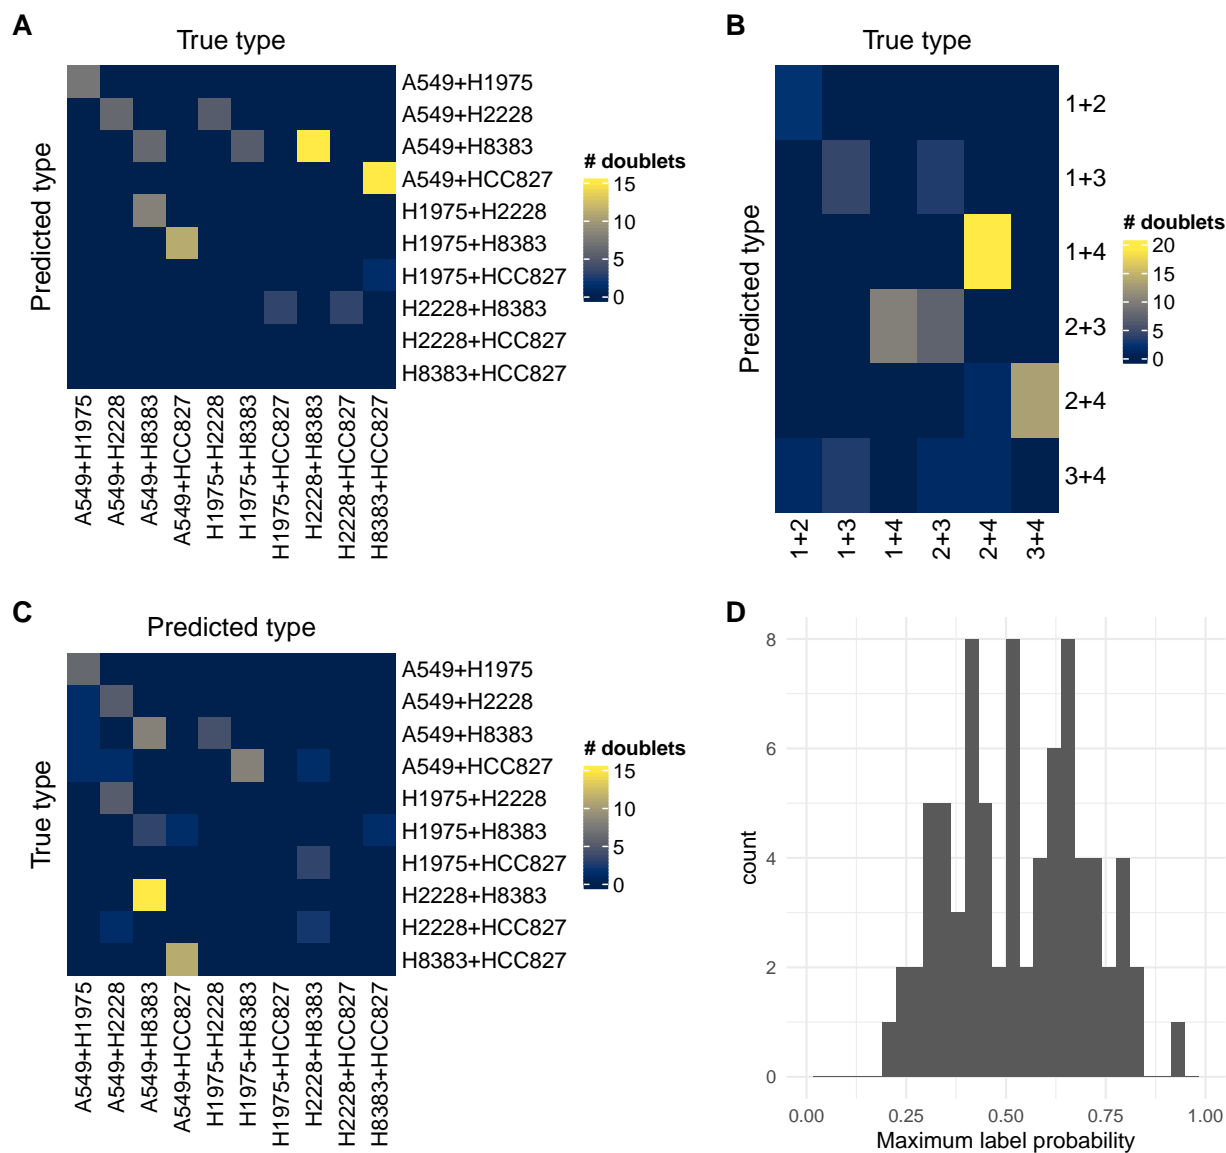 A
True type
Predicted type
A549+H1975
A549+H2228
A549+H8383
A549+HCC827
H1975+H2228
H1975+H8383
H1975+HCC827
H2228+H8383
H2228+HCC827
H8383+HCC827
A549+H1975
A549+H2228
A549+H8383
A549+HCC827
H1975+H2228
H1975+H8383
H1975+HCC827
H2228+H8383
H2228+HCC827
H8383+HCC827
# doublets
15
10
5
0
B
True type
Predicted type
1+2
1+3
1+4
2+3
2+4
3+4
1+2
1+3
1+4
2+3
2+4
3+4
# doublets
20
15
10
5
0
C
Predicted type
True type
A549+H1975
A549+H2228
A549+H8383
A549+HCC827
H1975+H2228
H1975+H8383
H1975+HCC827
H2228+H8383
H2228+HCC827
H8383+HCC827
A549+H1975
A549+H2228
A549+H8383
A549+HCC827
H1975+H2228
H1975+H8383
H1975+HCC827
H2228+H8383
H2228+HCC827
H8383+HCC827
# doublets
15
10
5
0
D
count
8
6
4
2
0
0.00 0.25 0.50 0.75 1.00
Maximum label probability